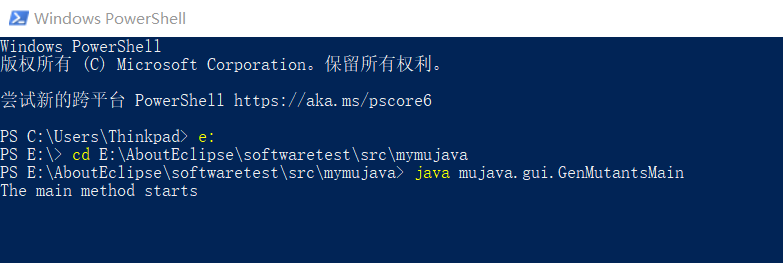 Windows PowerShell
Windows PowerShell
版权所有 (C) Microsoft Corporation。保留所有权利。
尝试新的跨平台 PowerShell https://aka.ms/pscore6
PS C:\Users\Thinkpad> e:
PS E:\> cd E:\AboutEclipse\softwaretest\src\mymujava
PS E:\AboutEclipse\softwaretest\src\mymujava> java mujava.gui.GenMutantsMain
The main method starts